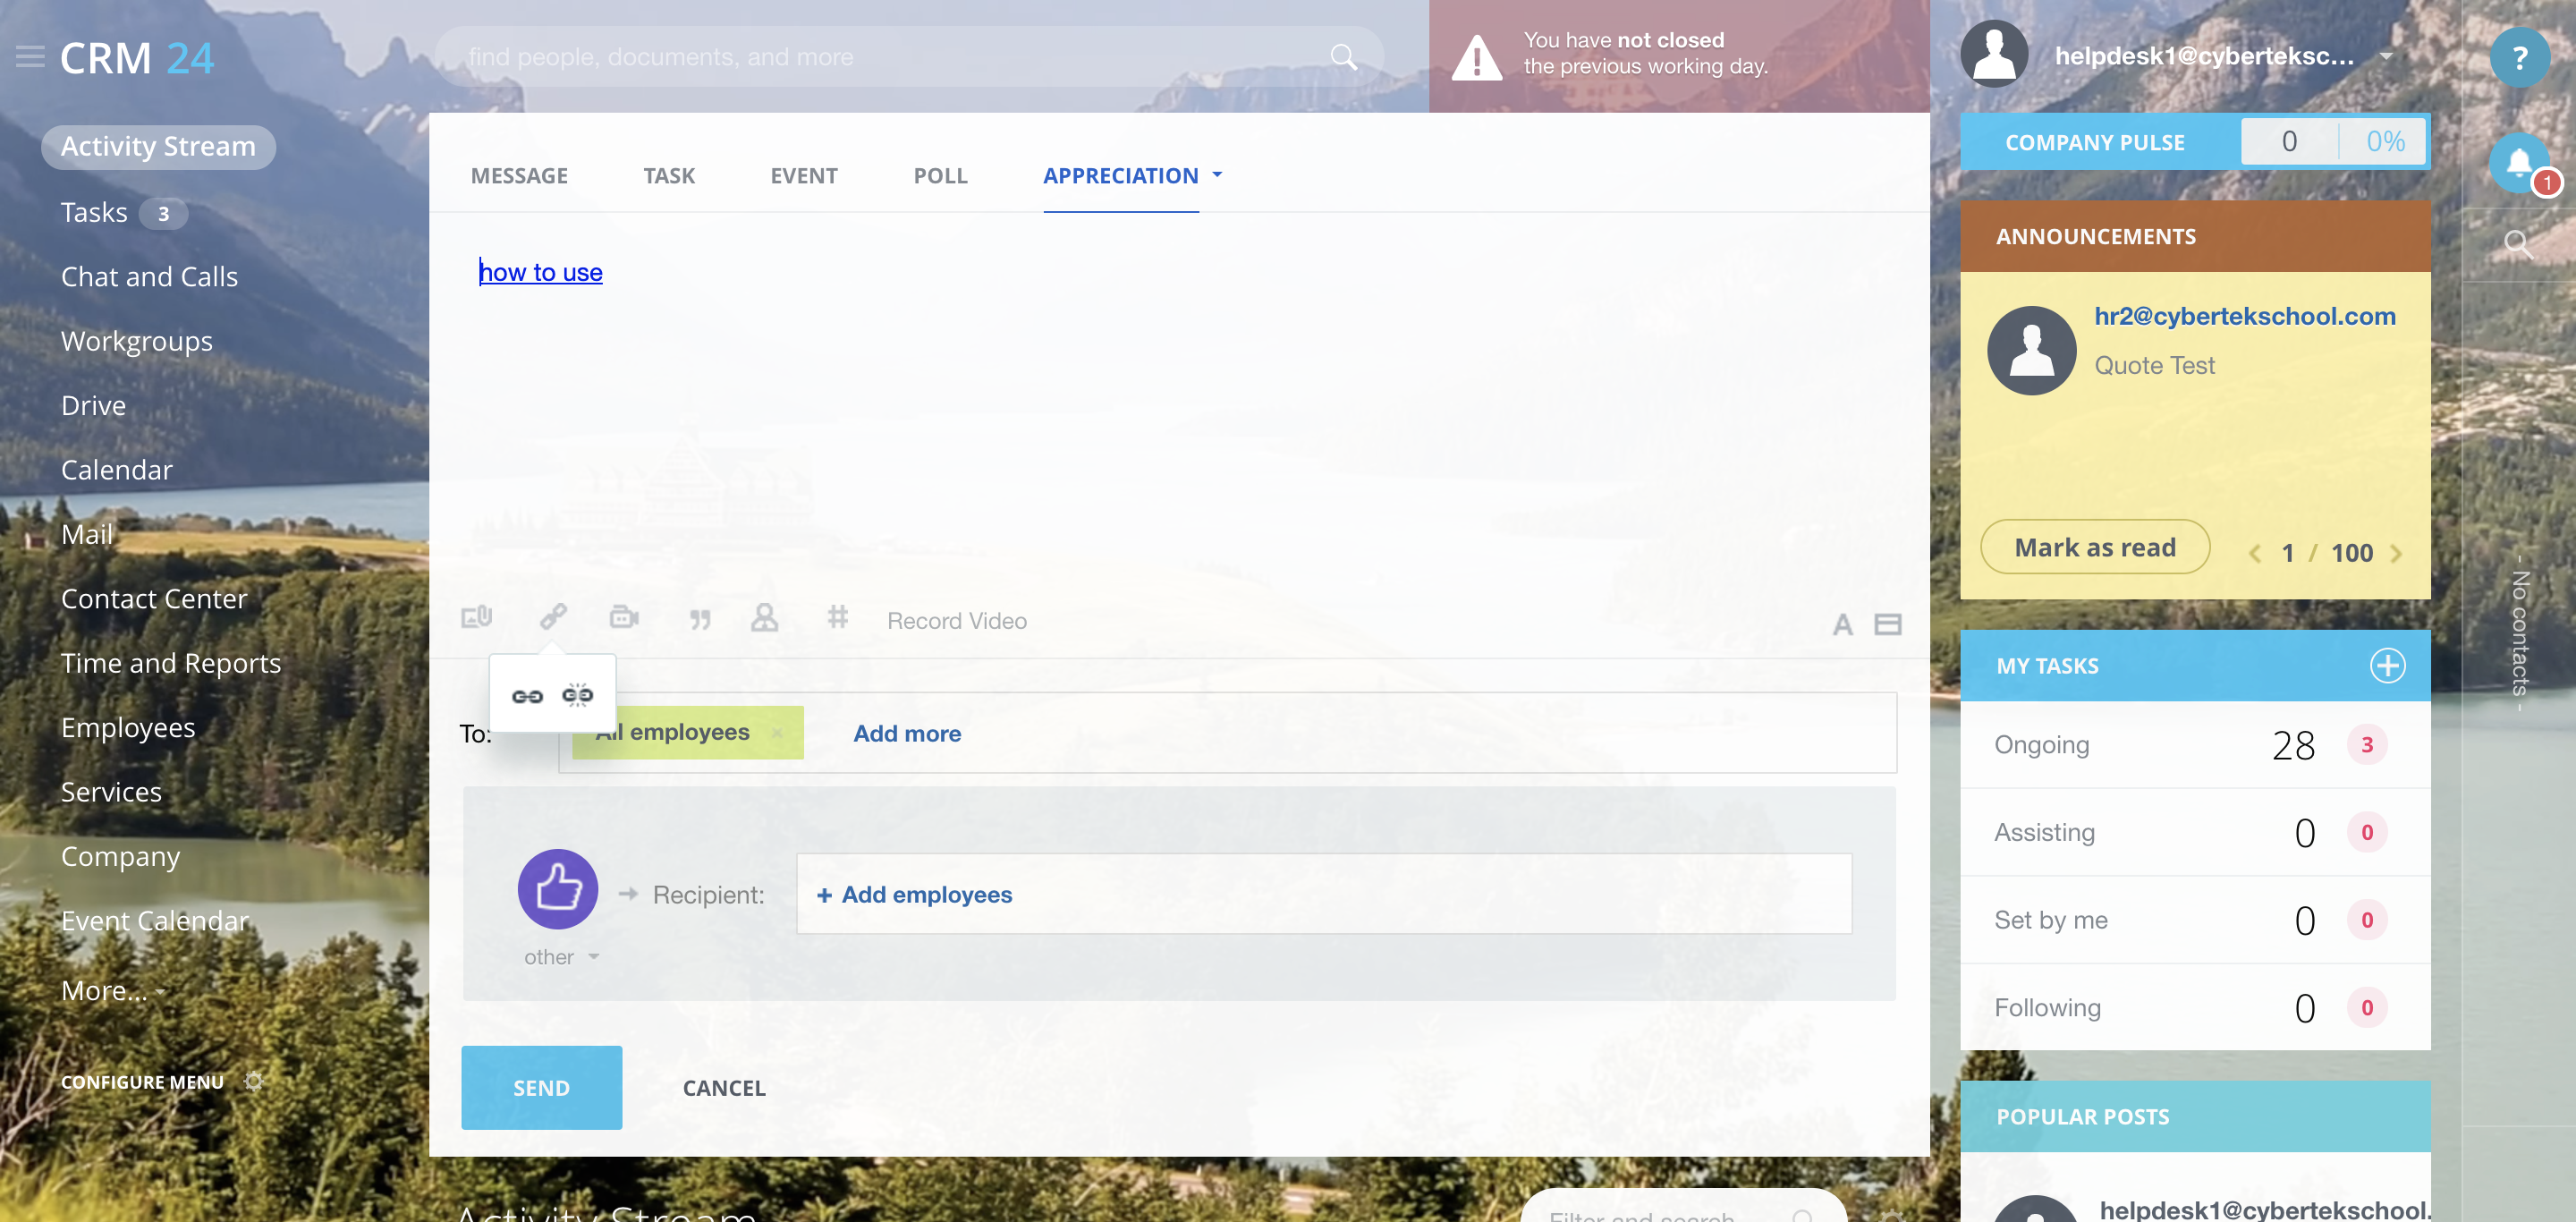 CRM 24
find people, documents, and more
You have not closed
the previous working day.
helpdesk1@cyberteksc...
?
Activity Stream
Tasks 3
Chat and Calls
Workgroups
Drive
Calendar
Mail
Contact Center
Time and Reports
Employees
Services
Company
Event Calendar
More...
CONFIGURE MENU
MESSAGE TASK EVENT POLL APPRECIATION
how to use
Record Video
A
To: All employees × Add more
Recipient: + Add employees
other
SEND CANCEL
Activity Stream
Filter and search
COMPANY PULSE 0 0%
1
ANNOUNCEMENTS
hr2@cybertekschool.com
Quote Test
Mark as read
1 / 100
MY TASKS
Ongoing 28 3
Assisting 0 0
Set by me 0 0
Following 0 0
POPULAR POSTS
helpdesk1@cybertekschool.
- No contacts -